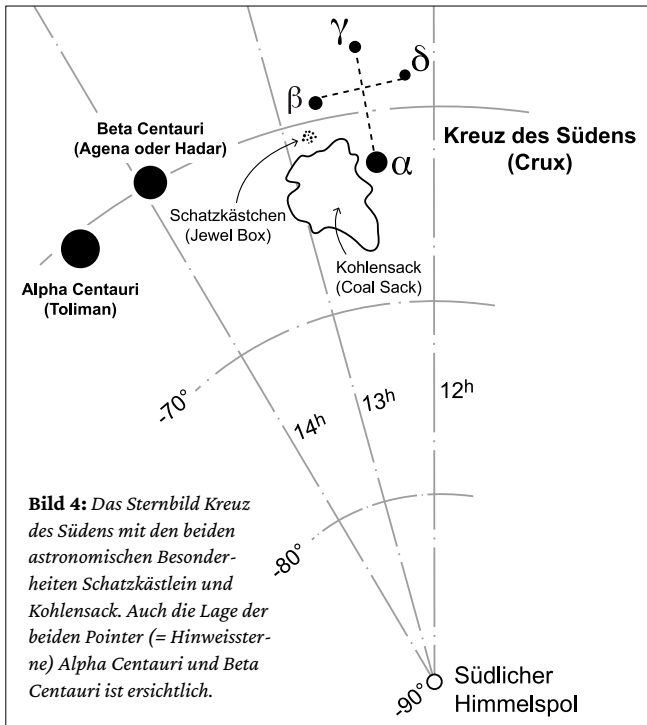 γ
δ
β
Beta Centauri
(Agena oder Hadar)
Kreuz des Südens
(Crux)
α
Schatzkästchen
(Jewel Box)
Kohlensack
(Coal Sack)
Alpha Centauri
(Toliman)
-70°
14h
13h
12h
-80°
Bild 4: Das Sternbild Kreuz
des Südens mit den beiden
astronomischen Besonder-
heiten Schatzkästlein und
Kohlensack. Auch die Lage der
beiden Pointer (= Hinweisster-
ne) Alpha Centauri und Beta
Centauri ist ersichtlich.
-90°
Südlicher
Himmelspol